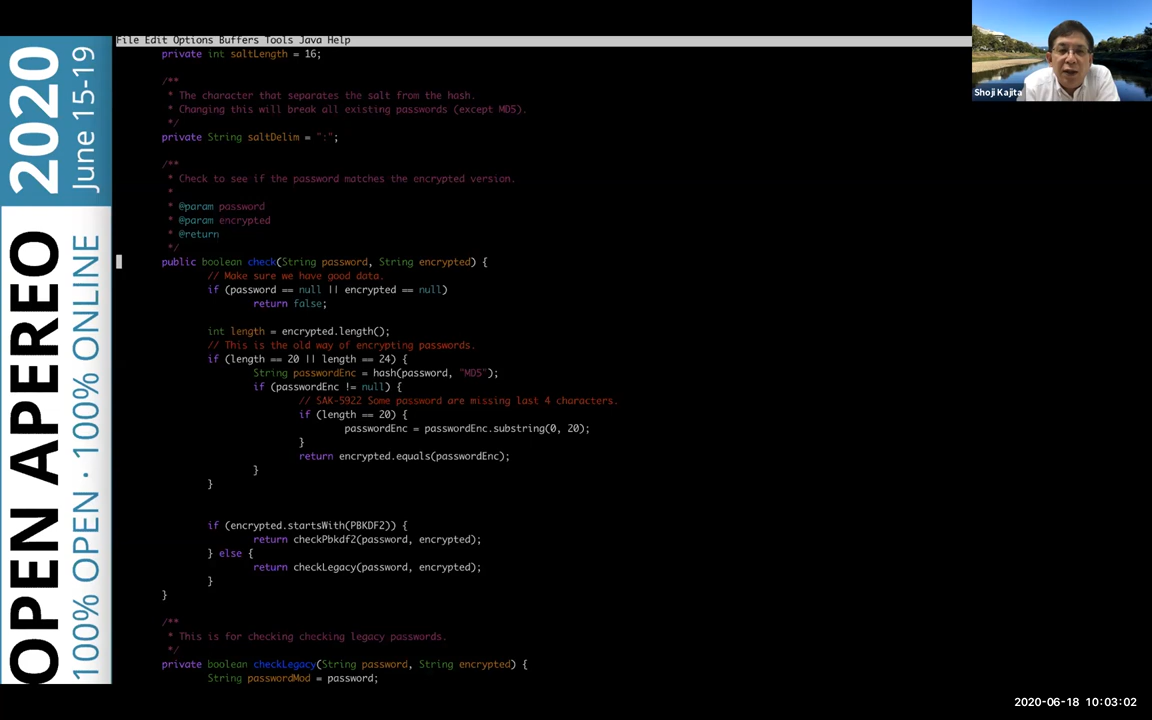 OPEN APEREO 2020
100% OPEN · 100% ONLINE June 15-19
File Edit Options Buffers Tools Java Help
private int saltLength = 16;
/**
* The character that separates the salt from the hash.
* Changing this will break all existing passwords (except MD5).
*/
private String saltDelim = ":";
/**
* Check to see if the password matches the encrypted version.
*
* @param password
* @param encrypted
* @return
*/
public boolean check(String password, String encrypted) {
// Make sure we have good data.
if (password == null || encrypted == null)
return false;
int length = encrypted.length();
// This is the old way of encrypting passwords.
if (length == 20 || length == 24) {
String passwordEnc = hash(password, "MD5");
if (passwordEnc != null) {
// SAK-5922 Some password are missing last 4 characters.
if (length == 20) {
passwordEnc = passwordEnc.substring(0, 20);
}
return encrypted.equals(passwordEnc);
}
}
if (encrypted.startsWith(PBKDF2)) {
return checkPbkdf2(password, encrypted);
} else {
return checkLegacy(password, encrypted);
}
}
/**
* This is for checking checking legacy passwords.
*/
private boolean checkLegacy(String password, String encrypted) {
String passwordMod = password;
Shoji Kajita
2020-06-18 10:03:02